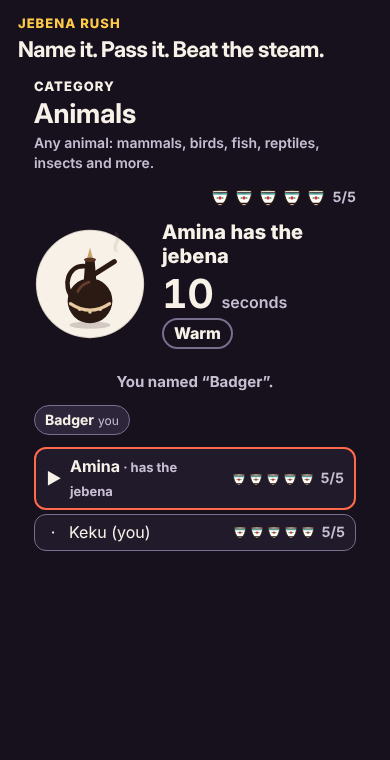 JEBENA RUSH
Name it. Pass it. Beat the steam.
CATEGORY
Animals
Any animal: mammals, birds, fish, reptiles,
insects and more.
5/5
Amina has the
jebena
10 seconds
Warm
You named “Badger”.
Badger you
Amina · has the
jebena
5/5
· Keku (you) 5/5